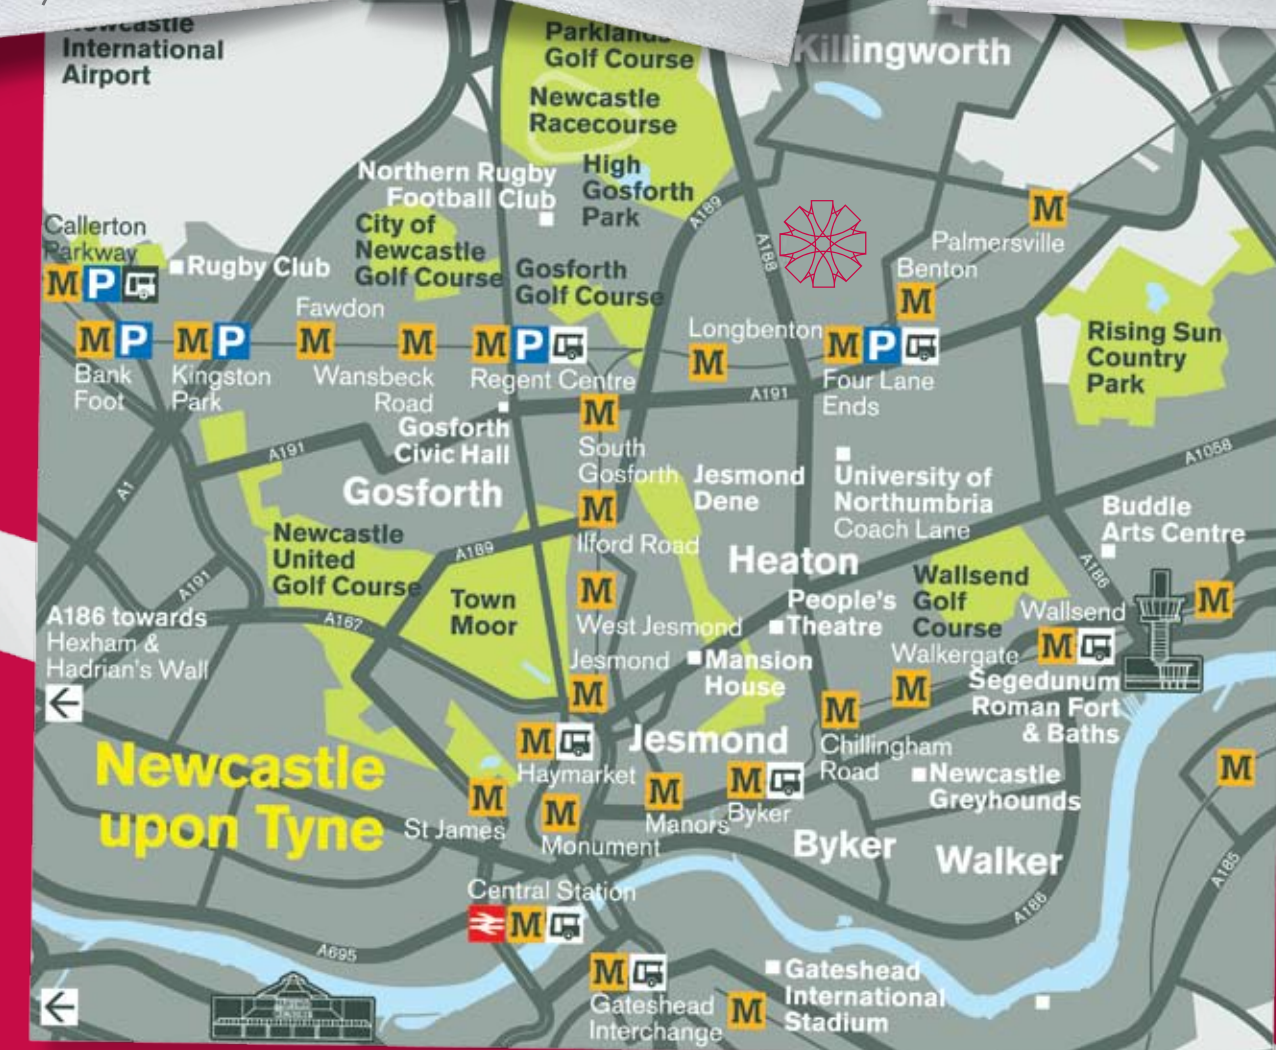 Newcastle
International
Airport
Parklands
Golf Course
Killingworth
Newcastle
Racecourse
Northern Rugby
Football Club
High
Gosforth
Park
A189
A188
M
Palmersville
Callerton
Parkway
M P
Rugby Club
City of
Newcastle
Golf Course
Gosforth
Golf Course
Benton
M
Fawdon
M P
Bank
Foot
M P
Kingston
Park
M
M
Wansbeck
Road
M P
Regent Centre
Longbenton
M
M P
Four Lane
Ends
Rising Sun
Country
Park
A191
M
South
Gosforth
Gosforth
Civic Hall
A191
Gosforth
A1
Jesmond
Dene
University of
Northumbria
Coach Lane
A1058
Buddle
Arts Centre
M
Ilford Road
Newcastle
United
Golf Course
A189
Heaton
A186
A191
Town
Moor
M
West Jesmond
People's
Theatre
Wallsend
Golf
Course
Wallsend
M
M
A186 towards
Hexham &
Hadrian's Wall
A167
Jesmond
M
Mansion
House
Walkergate
M
Segedunum
Roman Fort
& Baths
M
Chillingham
Road
Newcastle
upon Tyne
M
Haymarket
Jesmond
Newcastle
Greyhounds
M
M
St James
M
Monument
M
Manors
M
Byker
Byker
Walker
A185
A186
Central Station
M
A695
M
Gateshead
Interchange
M
Gateshead
International
Stadium